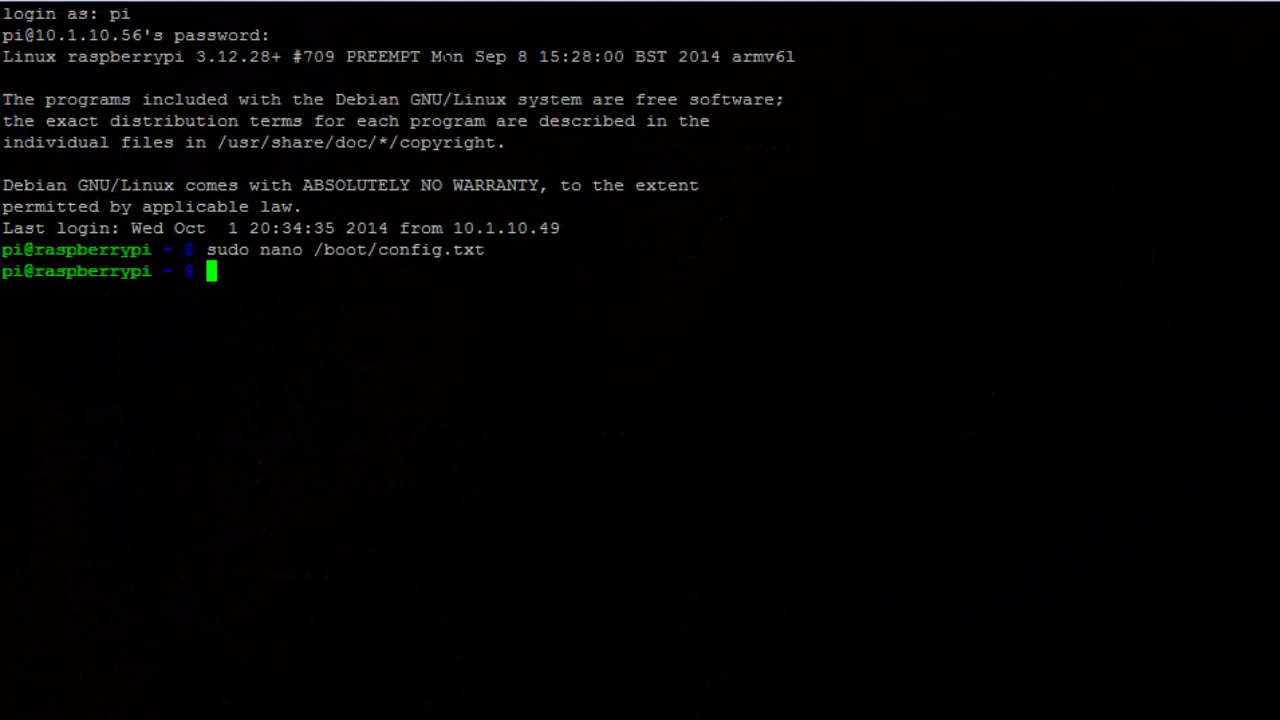 login as: pi
pi@10.1.10.56's password:
Linux raspberrypi 3.12.28+ #709 PREEMPT Mon Sep 8 15:28:00 BST 2014 armv6l
The programs included with the Debian GNU/Linux system are free software;
the exact distribution terms for each program are described in the
individual files in /usr/share/doc/*/copyright.
Debian GNU/Linux comes with ABSOLUTELY NO WARRANTY, to the extent
permitted by applicable law.
Last login: Wed Oct  1 20:34:35 2014 from 10.1.10.49
pi@raspberrypi ~ $ sudo nano /boot/config.txt
pi@raspberrypi ~ $